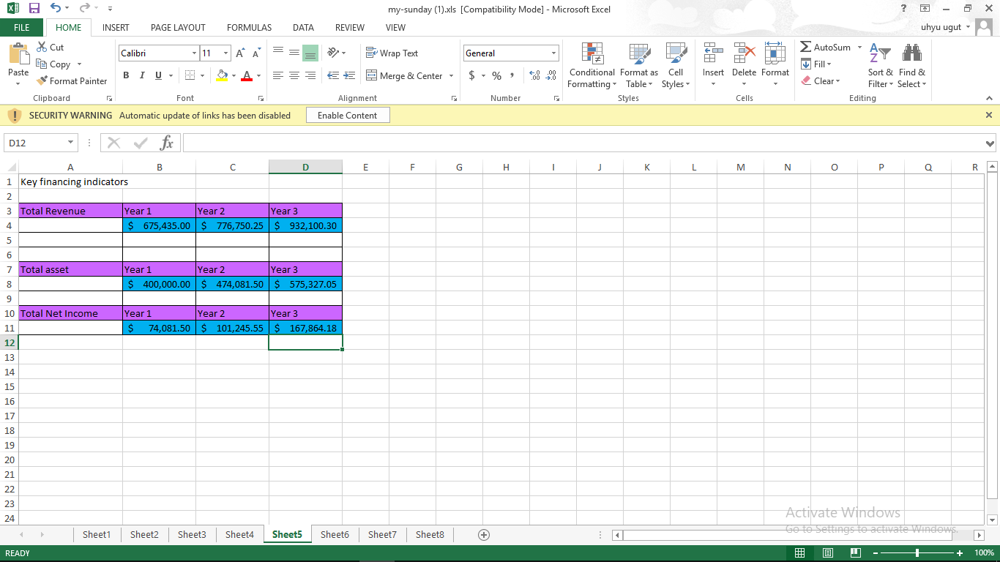 my-sunday (1).xls [Compatibility Mode] - Microsoft Excel
?
FILE HOME INSERT PAGE LAYOUT FORMULAS DATA REVIEW VIEW
uhyu ugut
Cut
Copy
Format Painter
Paste
Clipboard
Calibri 11
B I U
Font
Wrap Text
Merge & Center
Alignment
General
$ % ,
Number
Conditional Formatting
Format as Table
Cell Styles
Styles
Insert
Delete
Format
Cells
AutoSum
Fill
Clear
Sort & Filter
Find & Select
Editing
SECURITY WARNING Automatic update of links has been disabled Enable Content
D12 fx
A B C D E F G H I J K L M N O P Q R
1 Key financing indicators
2
3 Total Revenue Year 1 Year 2 Year 3
4 $ 675,435.00 $ 776,750.25 $ 932,100.30
5
6
7 Total asset Year 1 Year 2 Year 3
8 $ 400,000.00 $ 474,081.50 $ 575,327.05
9
10 Total Net Income Year 1 Year 2 Year 3
11 $ 74,081.50 $ 101,245.55 $ 167,864.18
12
13
14
15
16
17
18
19
20
21
22
23
24
Activate Windows
Go to Settings to activate Windows.
Sheet1 Sheet2 Sheet3 Sheet4 Sheet5 Sheet6 Sheet7 Sheet8
READY
100%